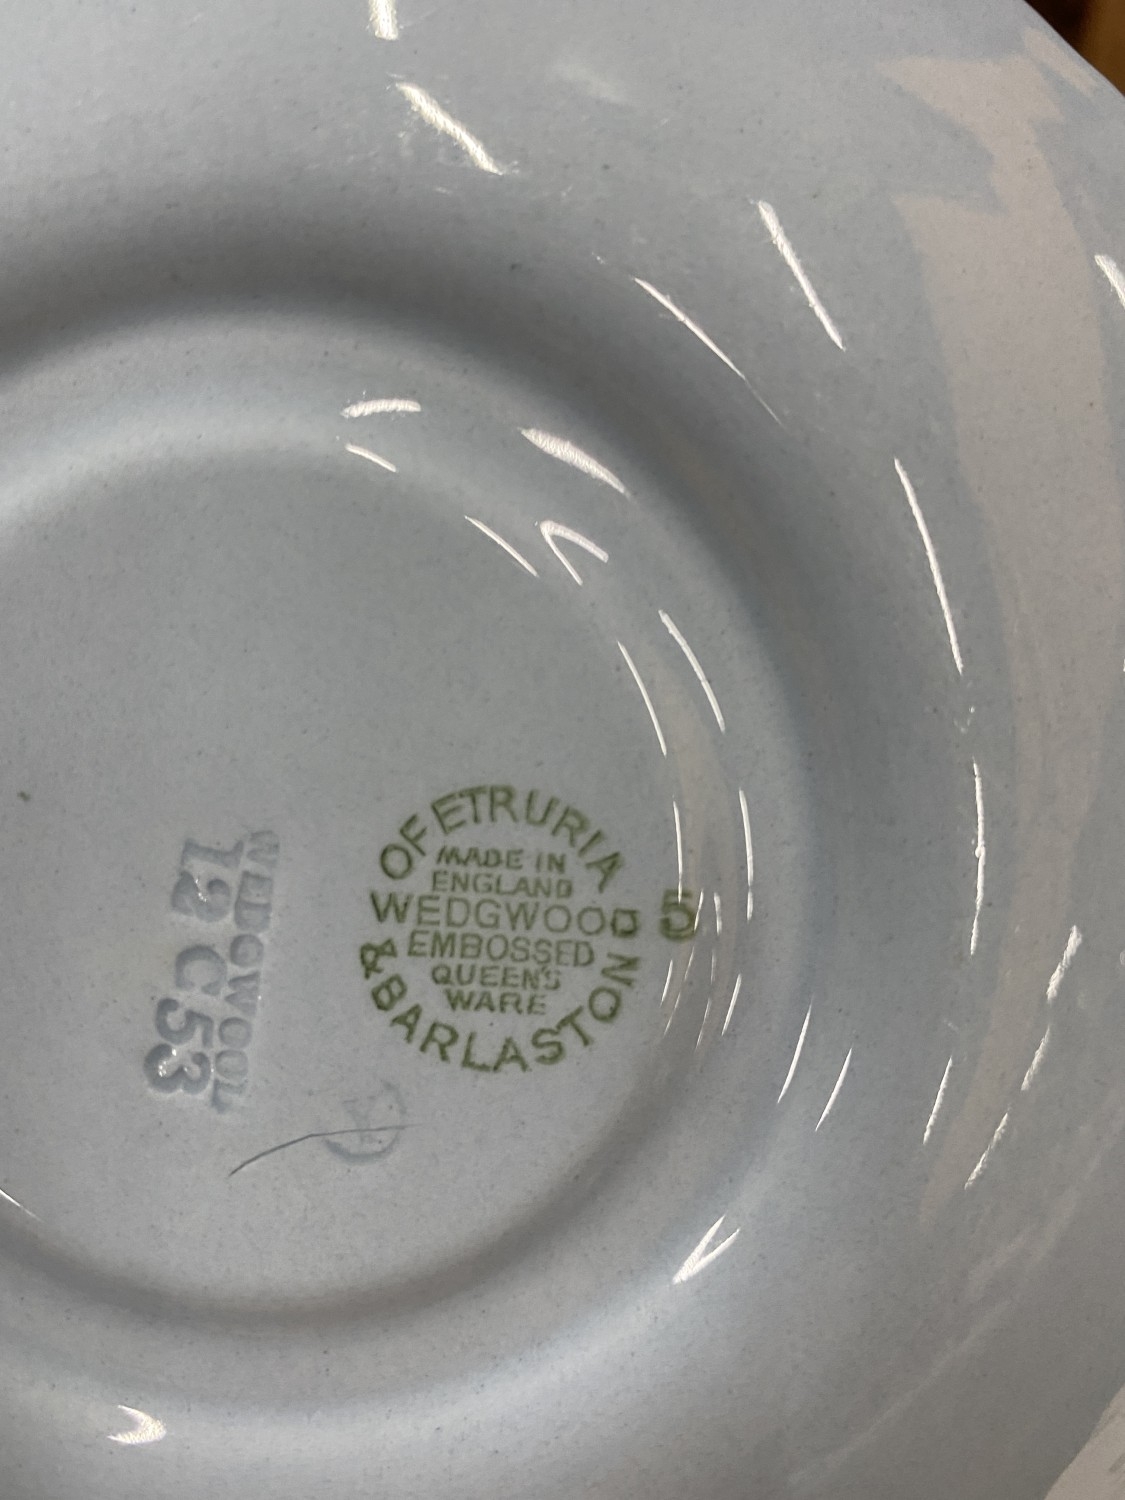 OF ETRURIA
MADE IN
ENGLAND
WEDGWOOD
EMBOSSED
QUEEN'S
WARE
& BARLASTON
5
WEDGWOOD
12 C 53